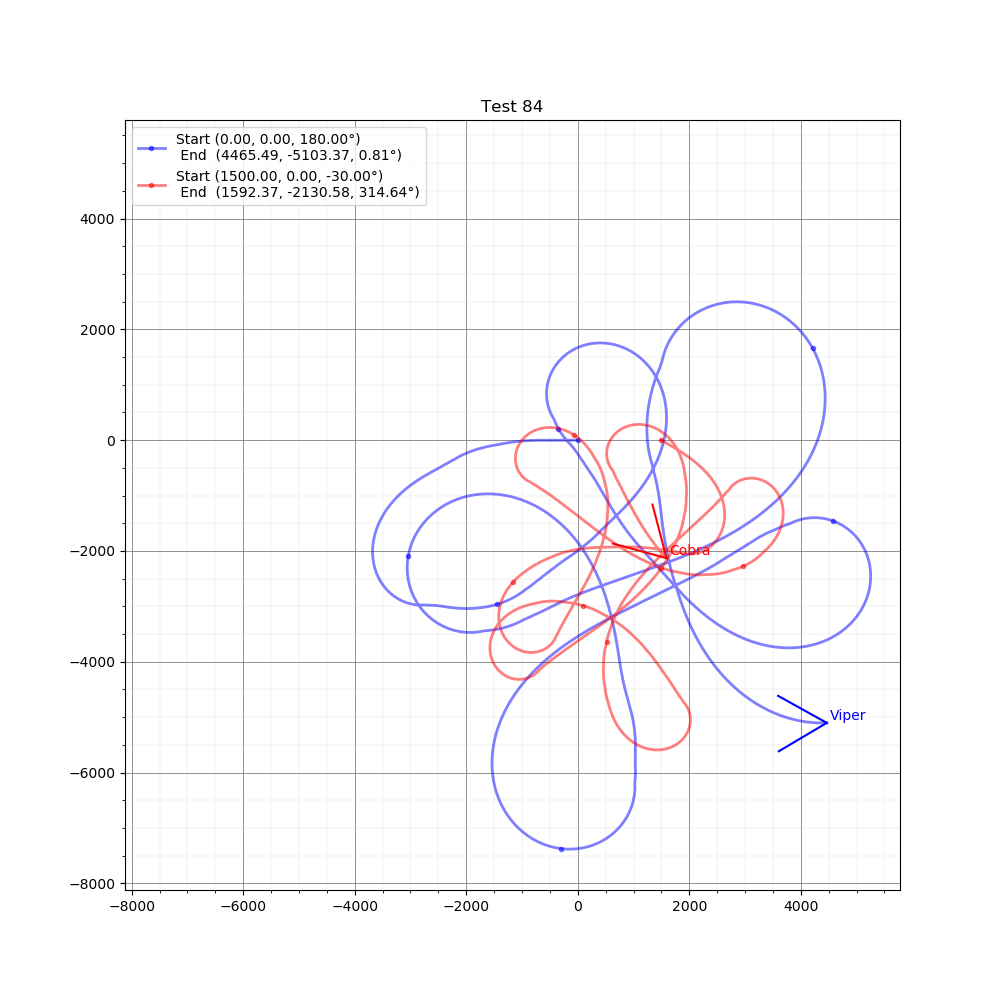 Test 84
Start (0.00, 0.00, 180.00°)
End (4465.49, -5103.37, 0.81°)
Start (1500.00, 0.00, -30.00°)
End (1592.37, -2130.58, 314.64°)
4000
2000
0
−2000
−4000
−6000
−8000
Cobra
Viper
−8000 −6000 −4000 −2000 0 2000 4000